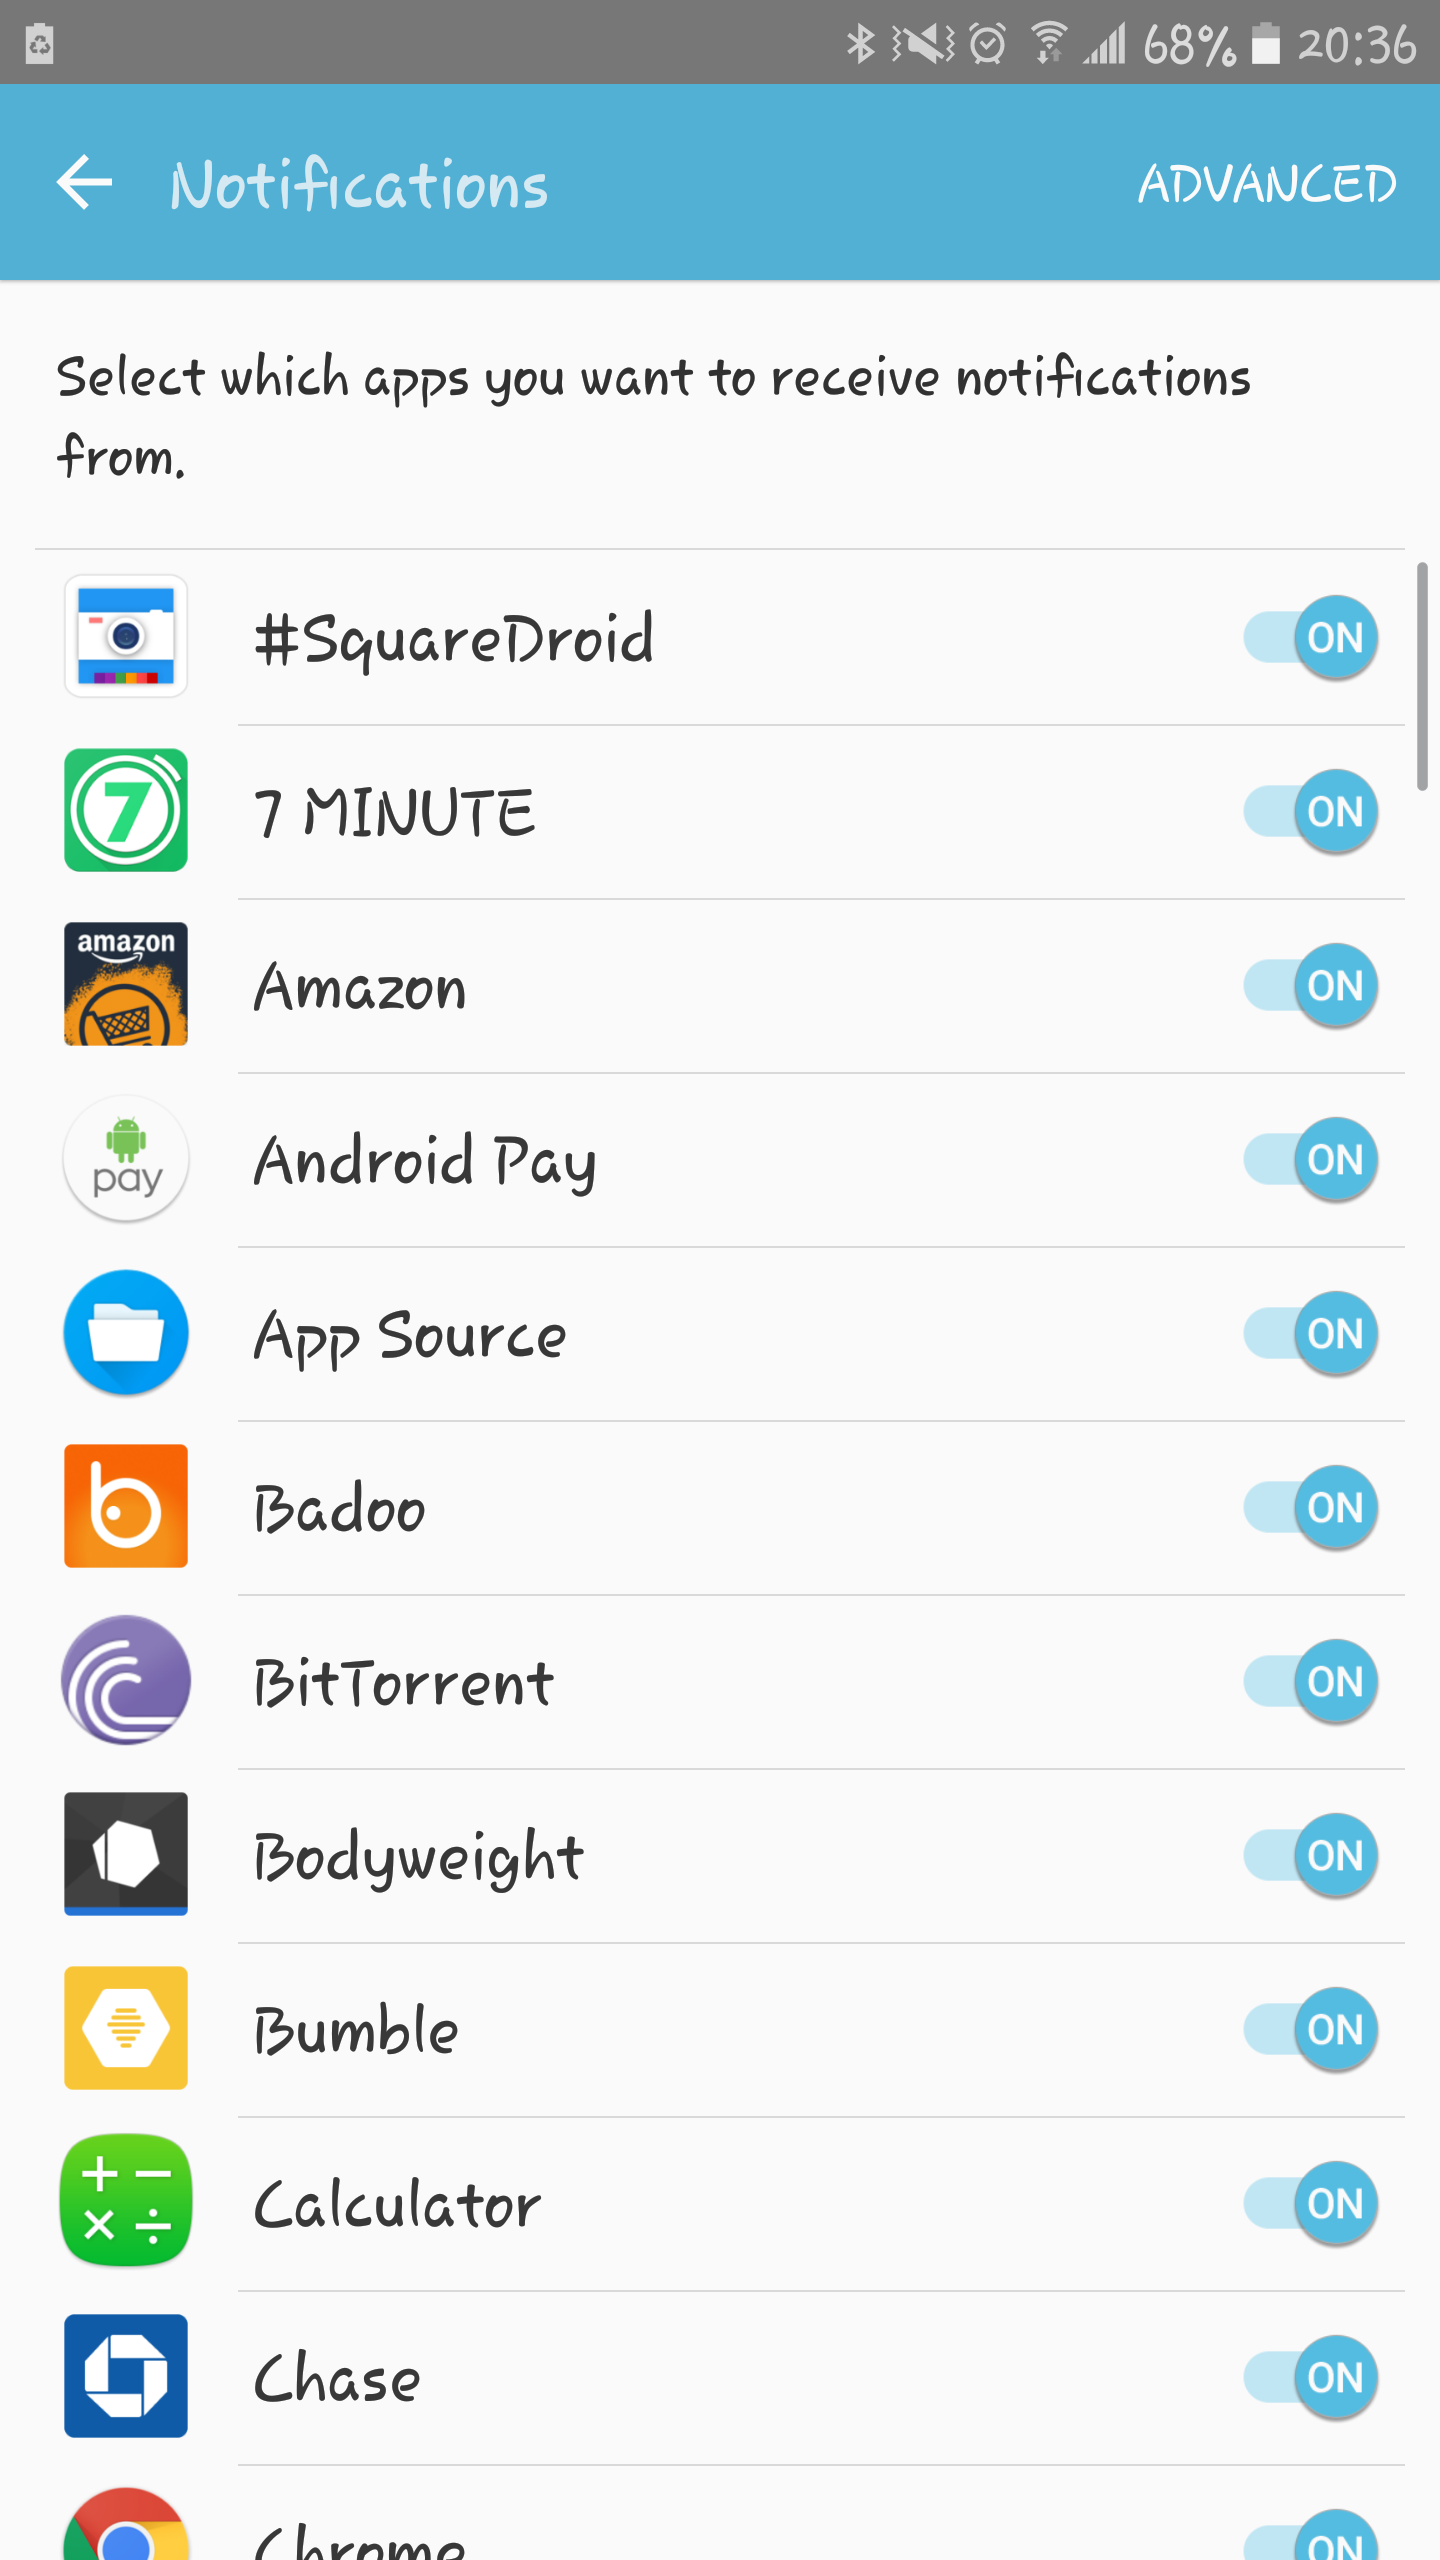 68% 20:36
Notifications ADVANCED
Select which apps you want to receive notifications
from.
#SquareDroid ON
7
7 MINUTE ON
amazon
Amazon ON
pay
Android Pay ON
App Source ON
b
Badoo ON
BitTorrent ON
Bodyweight ON
Bumble ON
+ −
× ÷
Calculator ON
Chase ON
Chrome ON